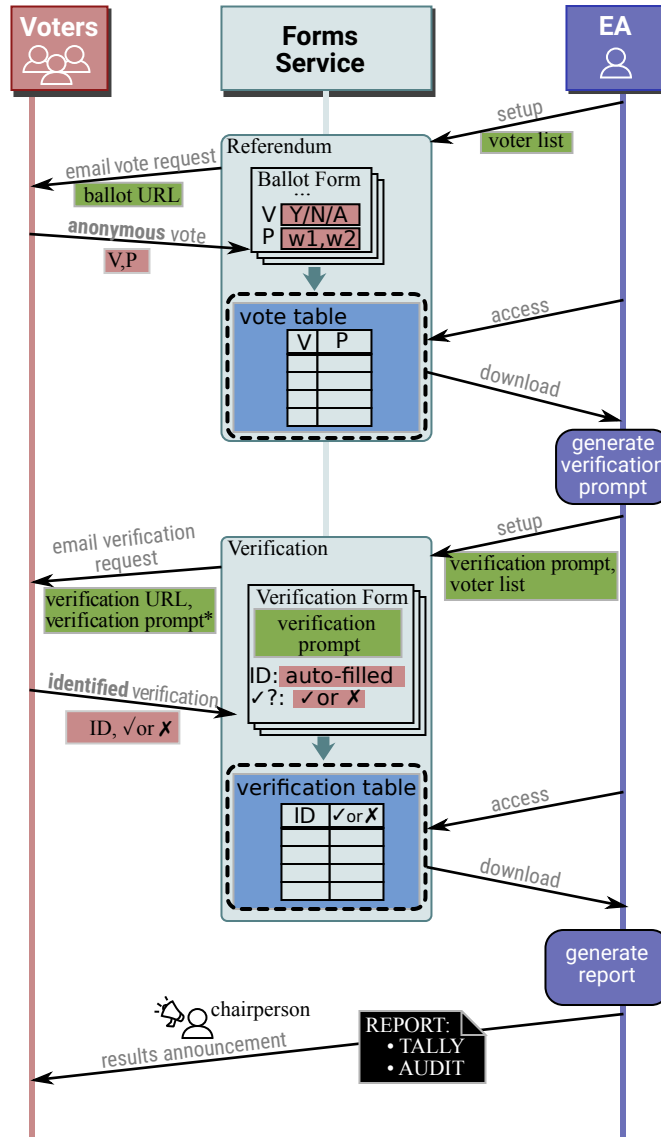 Voters
Forms
Service
EA
setup
voter list
Referendum
email vote request
ballot URL
Ballot Form
...
V Y/N/A
P w1,w2
anonymous vote
V,P
vote table
V P
access
download
generate
verification
prompt
setup
verification prompt,
voter list
Verification
email verification
request
verification URL,
verification prompt*
Verification Form
verification
prompt
ID: auto-filled
✓?: ✓or ✗
identified verification
ID, √or ✗
verification table
ID ✓or ✗
access
download
generate
report
chairperson
results announcement
REPORT:
• TALLY
• AUDIT